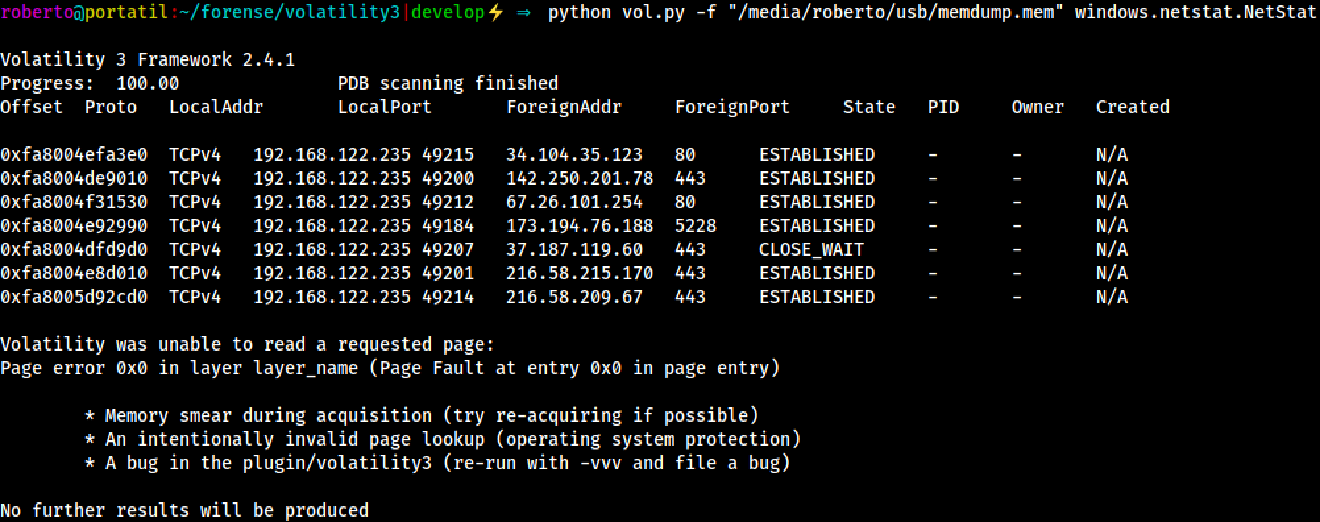 roberto@portatil:~/forense/volatility3|develop⚡ ⇒  python vol.py -f "/media/roberto/usb/memdump.mem" windows.netstat.NetStat
Volatility 3 Framework 2.4.1
Progress:  100.00               PDB scanning finished
Offset  Proto   LocalAddr       LocalPort       ForeignAddr     ForeignPort     State   PID     Owner   Created
0xfa8004efa3e0  TCPv4   192.168.122.235 49215   34.104.35.123   80      ESTABLISHED     -       -       N/A
0xfa8004de9010  TCPv4   192.168.122.235 49200   142.250.201.78  443     ESTABLISHED     -       -       N/A
0xfa8004f31530  TCPv4   192.168.122.235 49212   67.26.101.254   80      ESTABLISHED     -       -       N/A
0xfa8004e92990  TCPv4   192.168.122.235 49184   173.194.76.188  5228    ESTABLISHED     -       -       N/A
0xfa8004dfd9d0  TCPv4   192.168.122.235 49207   37.187.119.60   443     CLOSE_WAIT      -       -       N/A
0xfa8004e8d010  TCPv4   192.168.122.235 49201   216.58.215.170  443     ESTABLISHED     -       -       N/A
0xfa8005d92cd0  TCPv4   192.168.122.235 49214   216.58.209.67   443     ESTABLISHED     -       -       N/A
Volatility was unable to read a requested page:
Page error 0x0 in layer layer_name (Page Fault at entry 0x0 in page entry)
* Memory smear during acquisition (try re-acquiring if possible)
* An intentionally invalid page lookup (operating system protection)
* A bug in the plugin/volatility3 (re-run with -vvv and file a bug)
No further results will be produced